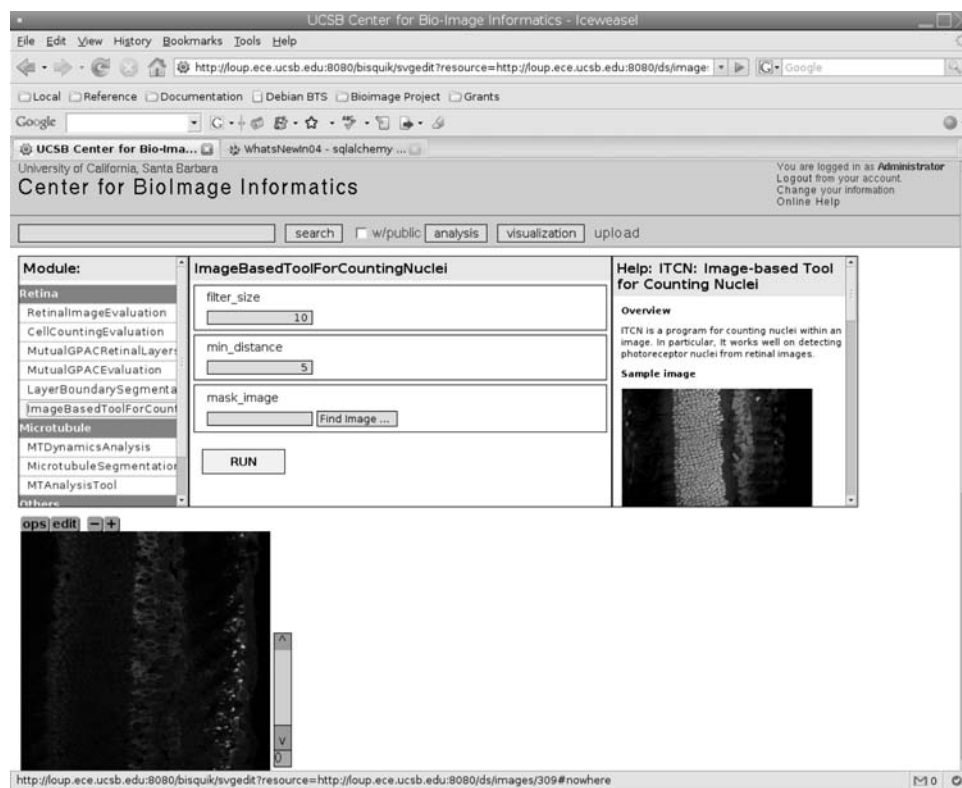 UCSB Center for Bio-Image Informatics - Iceweasel
File Edit View History Bookmarks Tools Help
http://loup.ece.ucsb.edu:8080/bisquik/svgedit?resource=http://loup.ece.ucsb.edu:8080/ds/image: G Google
Local Reference Documentation Debian BTS Bioimage Project Grants
Google
UCSB Center for Bio-Ima... WhatsNewIn04 - sqlalchemy ...
University of California, Santa Barbara
Center for BioImage Informatics
You are logged in as Administrator
Logout from your account
Change your information
Online Help
search w/public analysis visualization upload
Module:
Retina
RetinalImageEvaluation
CellCountingEvaluation
MutualGPACRetinalLayers
MutualGPACEvaluation
LayerBoundarySegmenta
ImageBasedToolForCount
Microtubule
MTDynamicsAnalysis
MicrotubuleSegmentation
MTAnalysisTool
Others
ImageBasedToolForCountingNuclei
filter_size
10
min_distance
5
mask_image
Find Image ...
RUN
Help: ITCN: Image-based Tool
for Counting Nuclei
Overview
ITCN is a program for counting nuclei within an
image. In particular, It works well on detecting
photoreceptor nuclei from retinal images.
Sample image
ops edit - +
^
v
0
http://loup.ece.ucsb.edu:8080/bisquik/svgedit?resource=http://loup.ece.ucsb.edu:8080/ds/images/309#nowhere
0